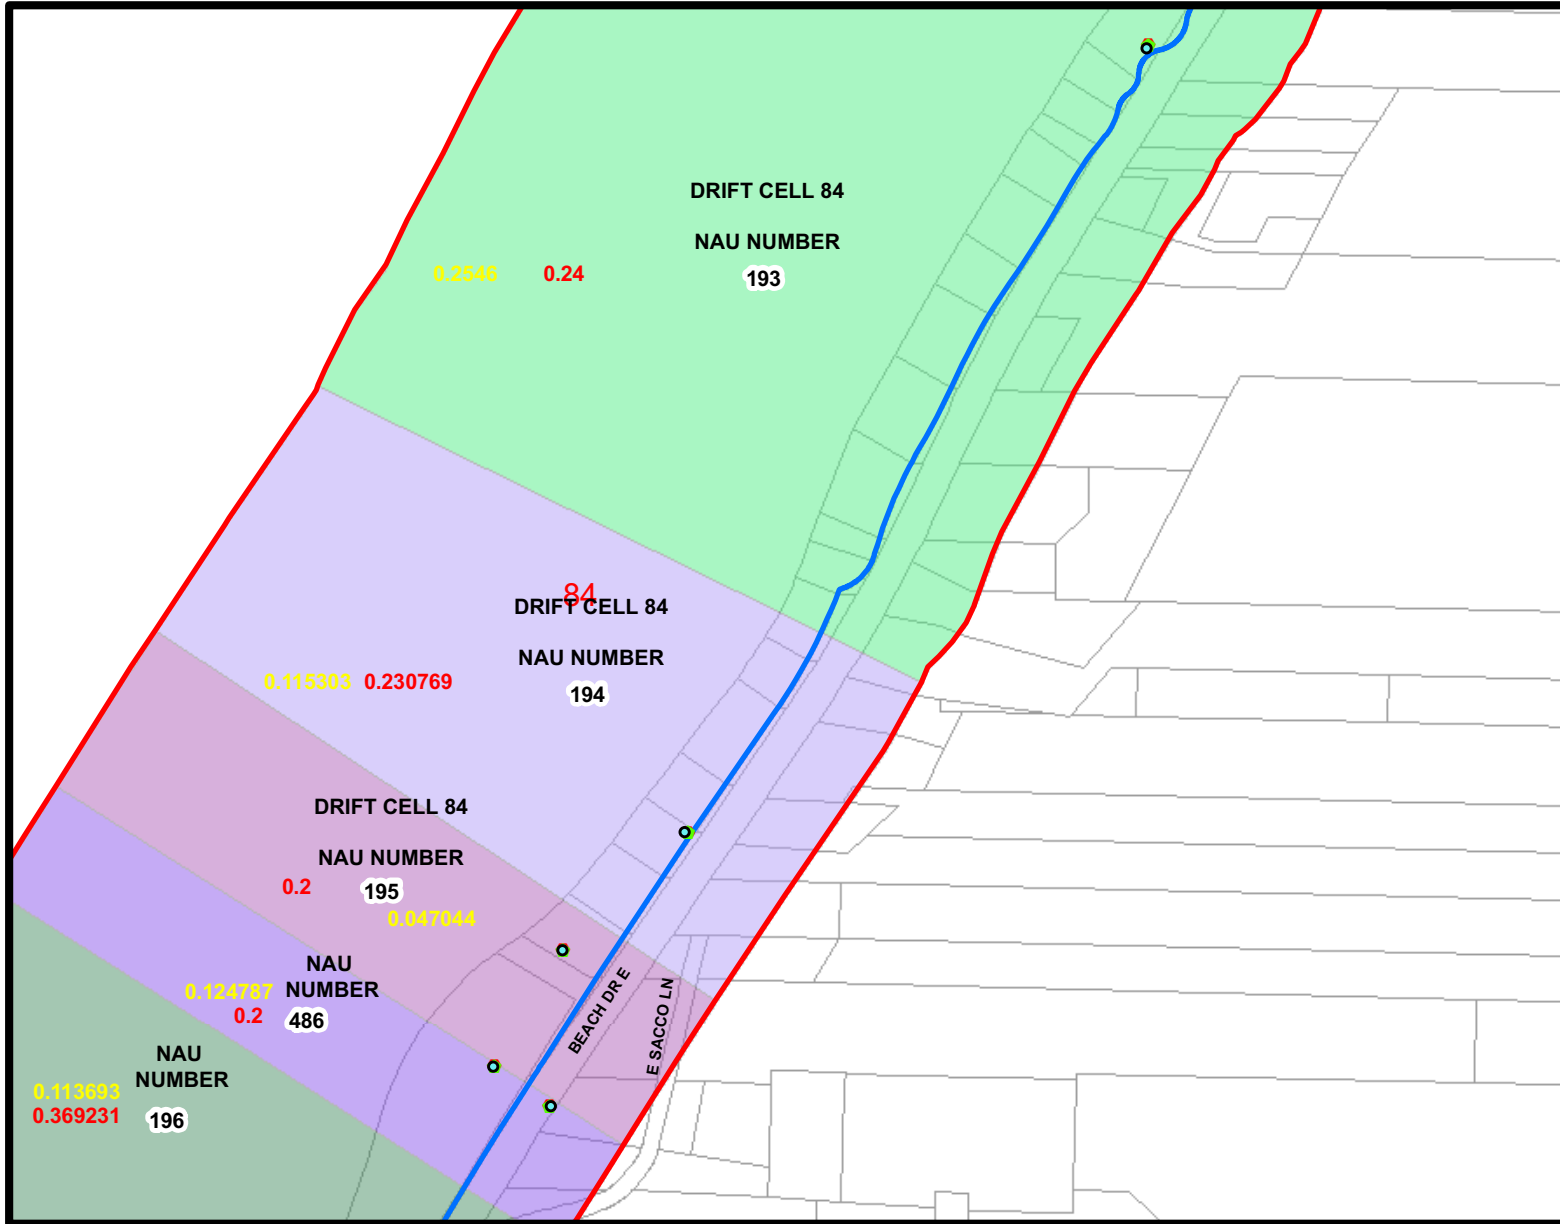 DRIFT CELL 84
NAU NUMBER
0.2546 0.24
193
84
DRIFT CELL 84
NAU NUMBER
0.115303 0.230769
194
DRIFT CELL 84
NAU NUMBER
0.2
195
0.047044
NAU
NUMBER
0.124787
0.2
486
BEACH DR E
E SACCO LN
NAU
NUMBER
0.113693
0.369231
196